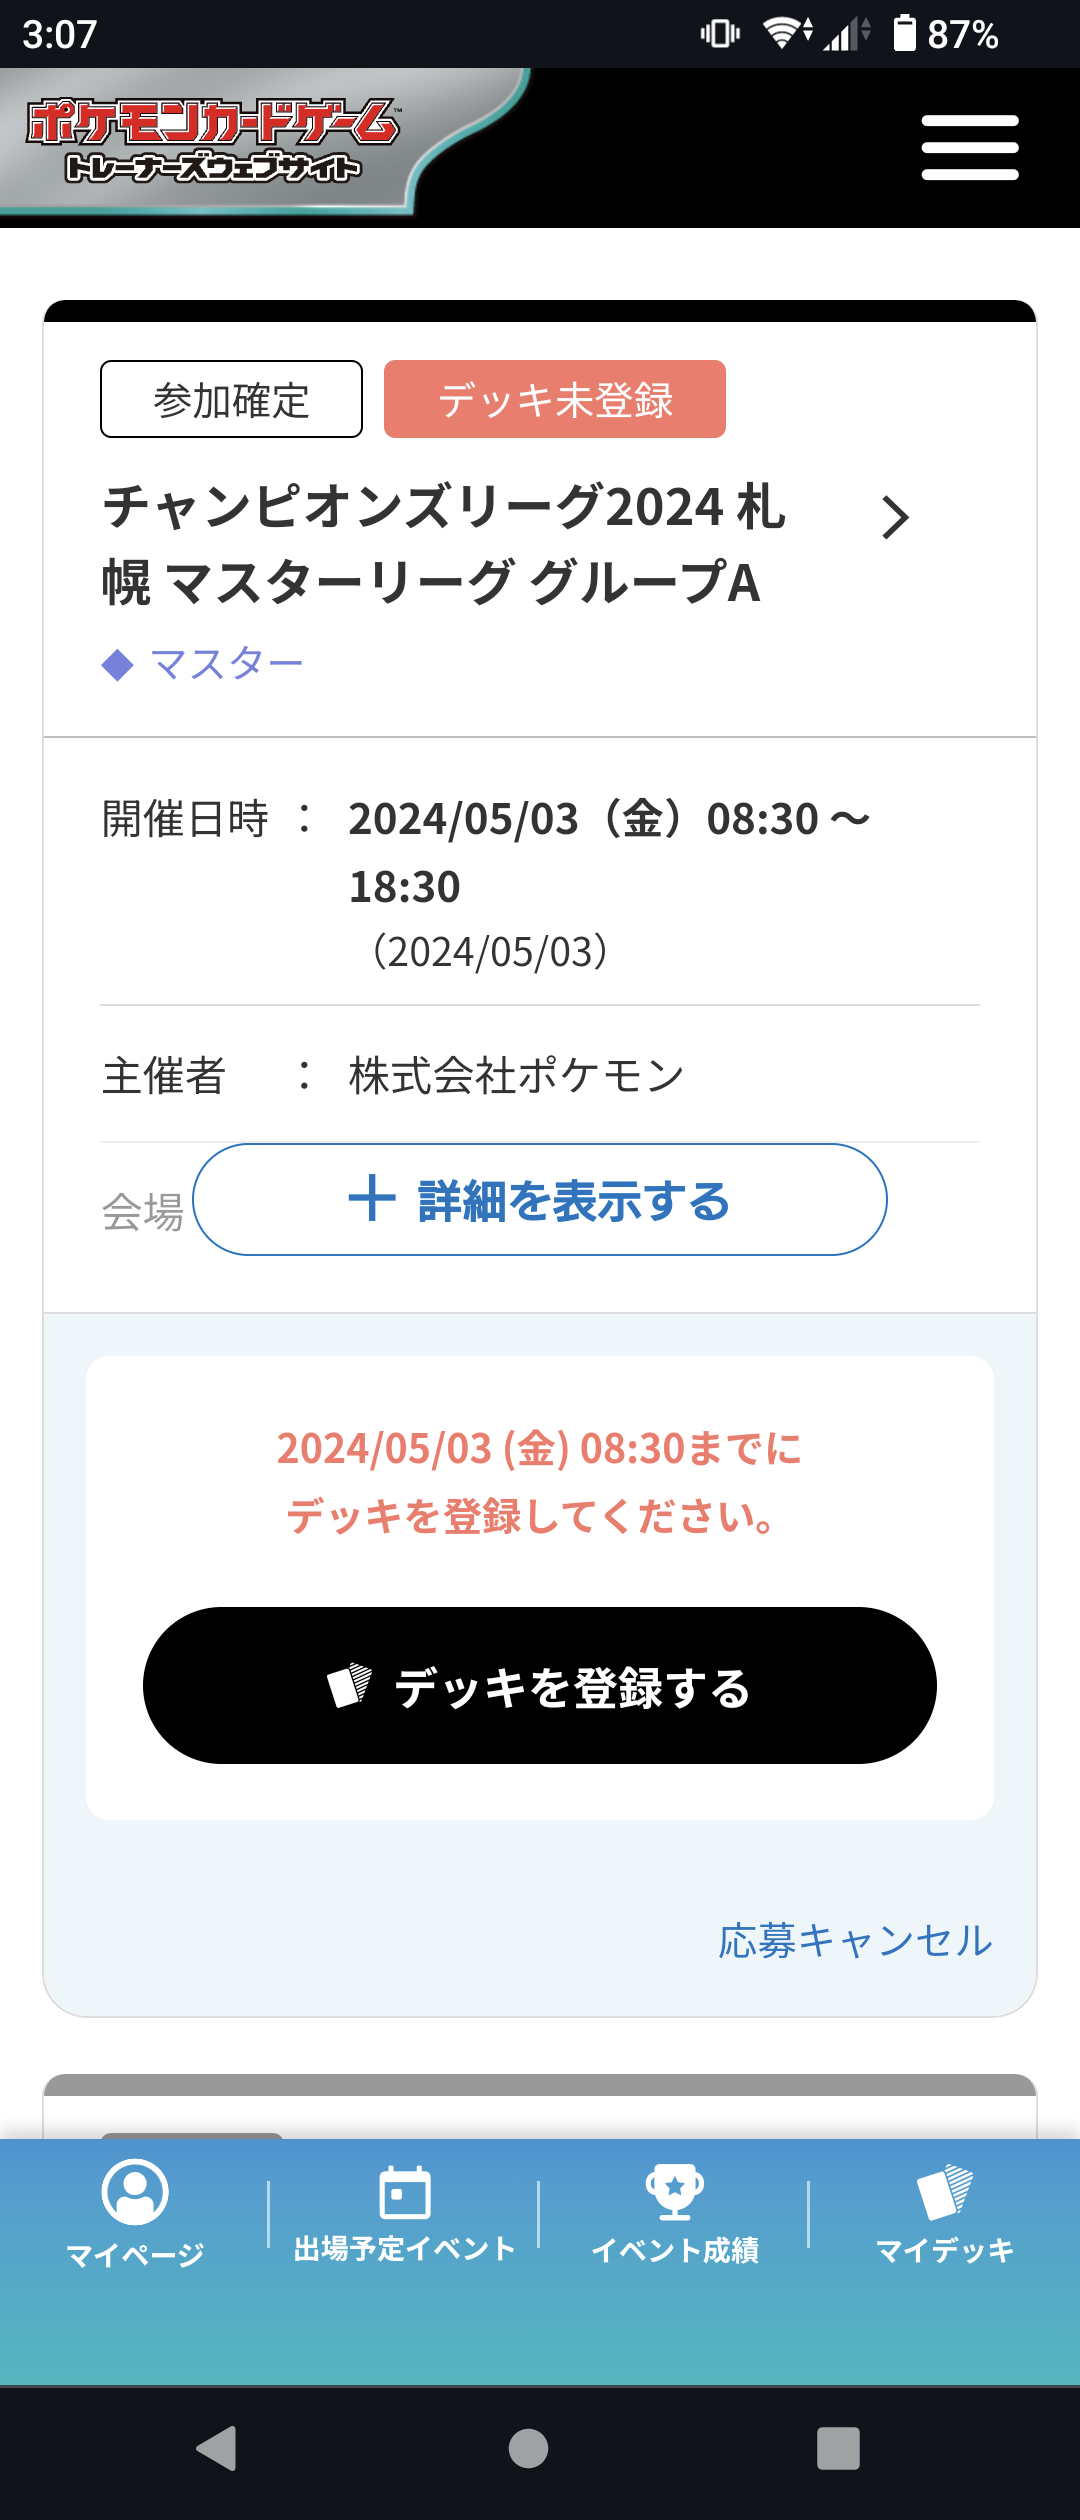 3:07
87%
ポケモンカードゲーム™
トレーナーズウェブサイト
参加確定
デッキ未登録
チャンピオンズリーグ2024 札
幌 マスターリーグ グループA
◆ マスター
開催日時 ： 2024/05/03（金）08:30 ～
18:30
（2024/05/03）
主催者 ： 株式会社ポケモン
会場
＋ 詳細を表示する
2024/05/03 (金) 08:30までに
デッキを登録してください。
デッキを登録する
応募キャンセル
マイページ
出場予定イベント
イベント成績
マイデッキ